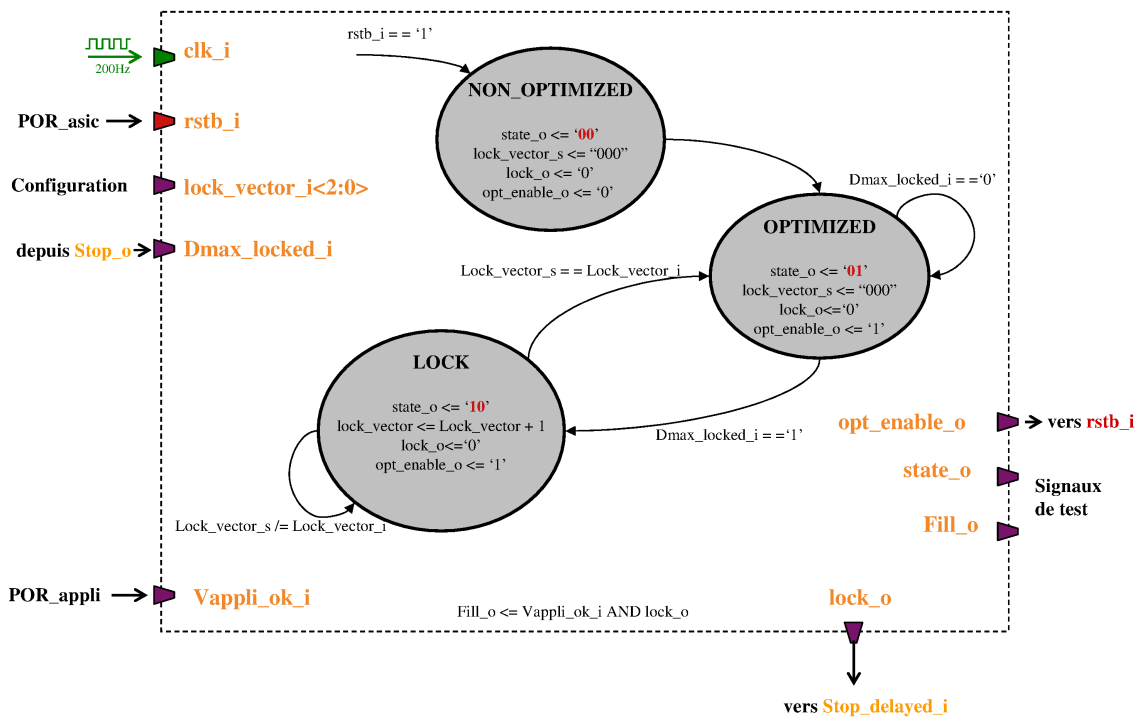 rstb_i = = ‘1’
clk_i
200Hz
NON_OPTIMIZED
POR_asic
rstb_i
state_o <= ‘00’
lock_vector_s <= “000”
lock_o <= ‘0’
opt_enable_o <= ‘0’
Configuration
lock_vector_i<2:0>
Dmax_locked_i = =‘0’
depuis Stop_o
Dmax_locked_i
OPTIMIZED
Lock_vector_s = = Lock_vector_i
state_o <= ‘01’
lock_vector_s <= “000”
lock_o<=‘0’
opt_enable_o <= ‘1’
LOCK
state_o <= ‘10’
lock_vector <= Lock_vector + 1
lock_o<=‘0’
opt_enable_o <= ‘1’
Dmax_locked_i = =‘1’
opt_enable_o
vers rstb_i
state_o
Signaux
de test
Fill_o
Lock_vector_s /= Lock_vector_i
POR_appli
Vappli_ok_i
Fill_o <= Vappli_ok_i AND lock_o
lock_o
vers Stop_delayed_i